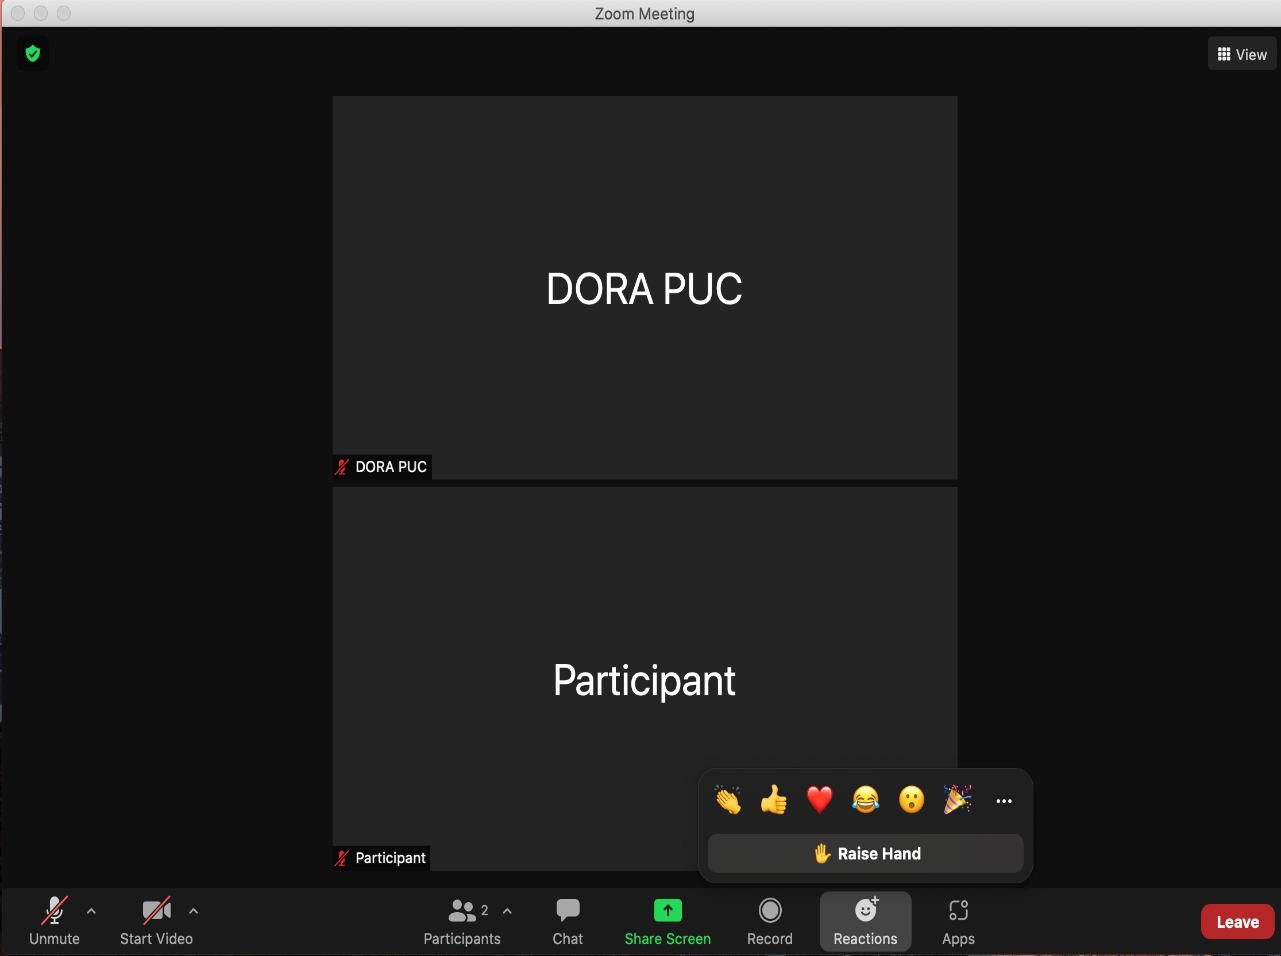 Zoom Meeting
View
DORA PUC
DORA PUC
Participant
Participant
Raise Hand
Unmute
Start Video
2
Participants
Chat
Share Screen
Record
Reactions
Apps
Leave